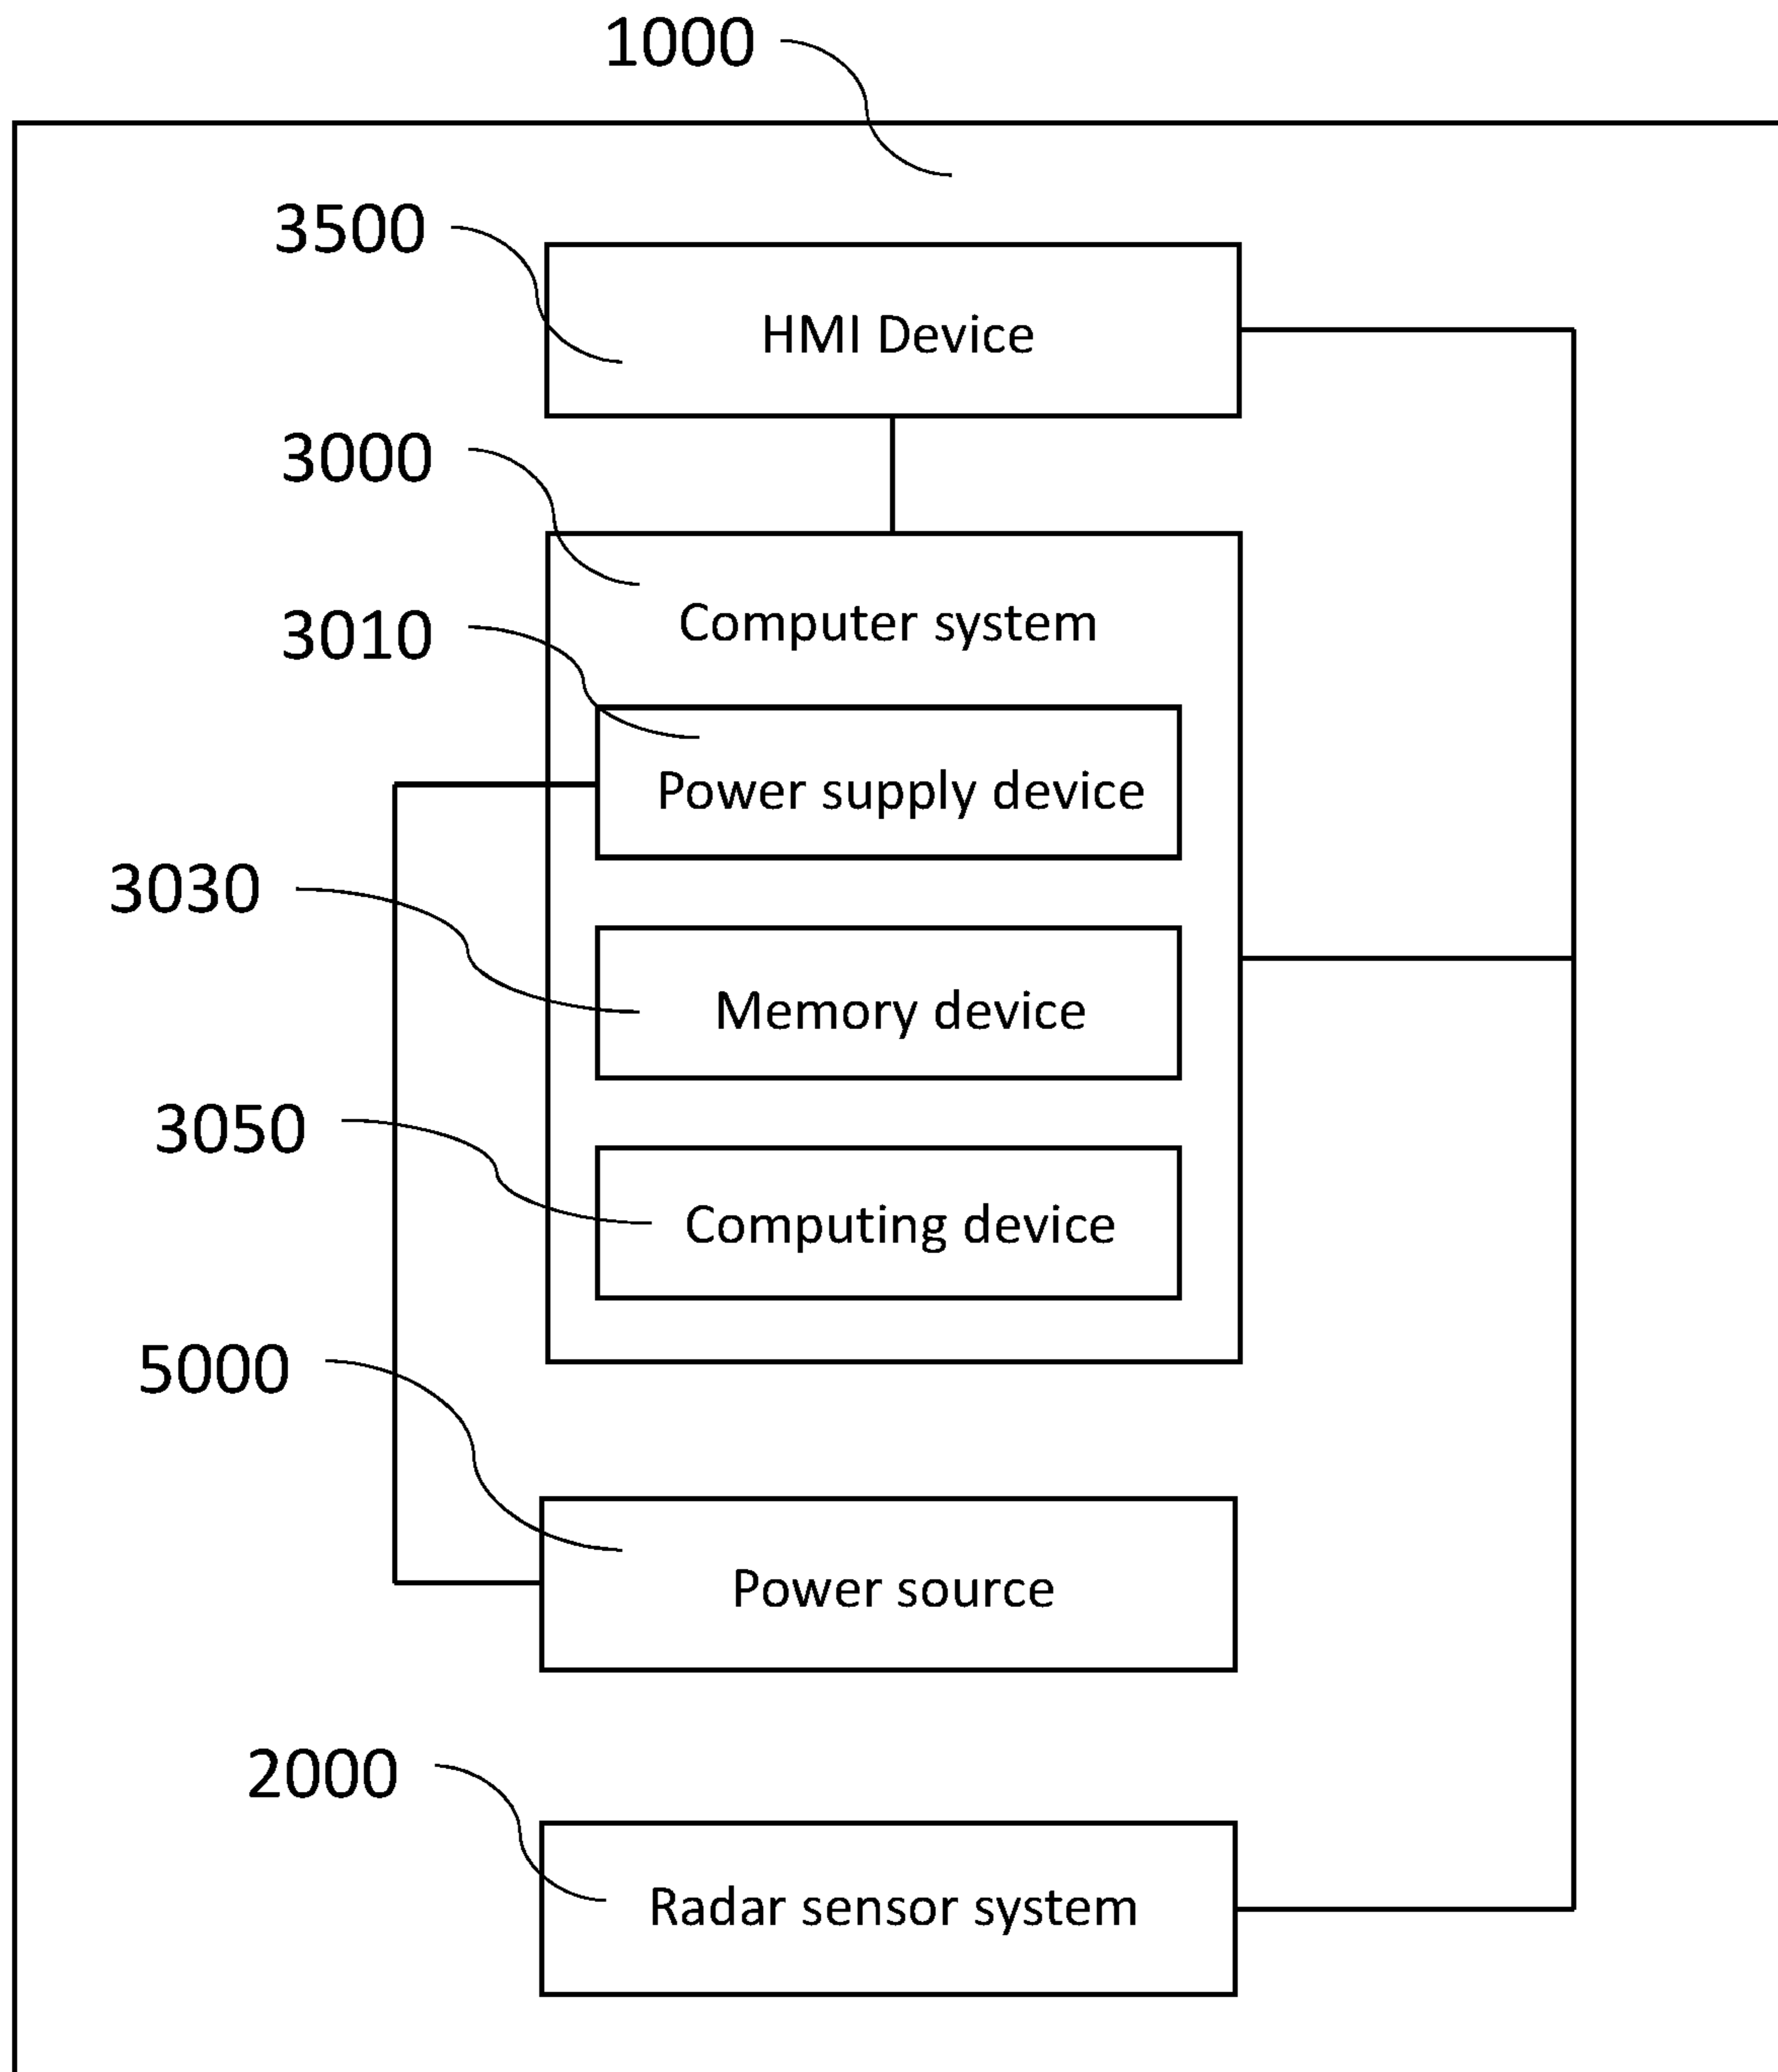 1000
3500
HMI Device
3000
Computer system
3010
Power supply device
3030
Memory device
3050
Computing device
5000
Power source
2000
Radar sensor system